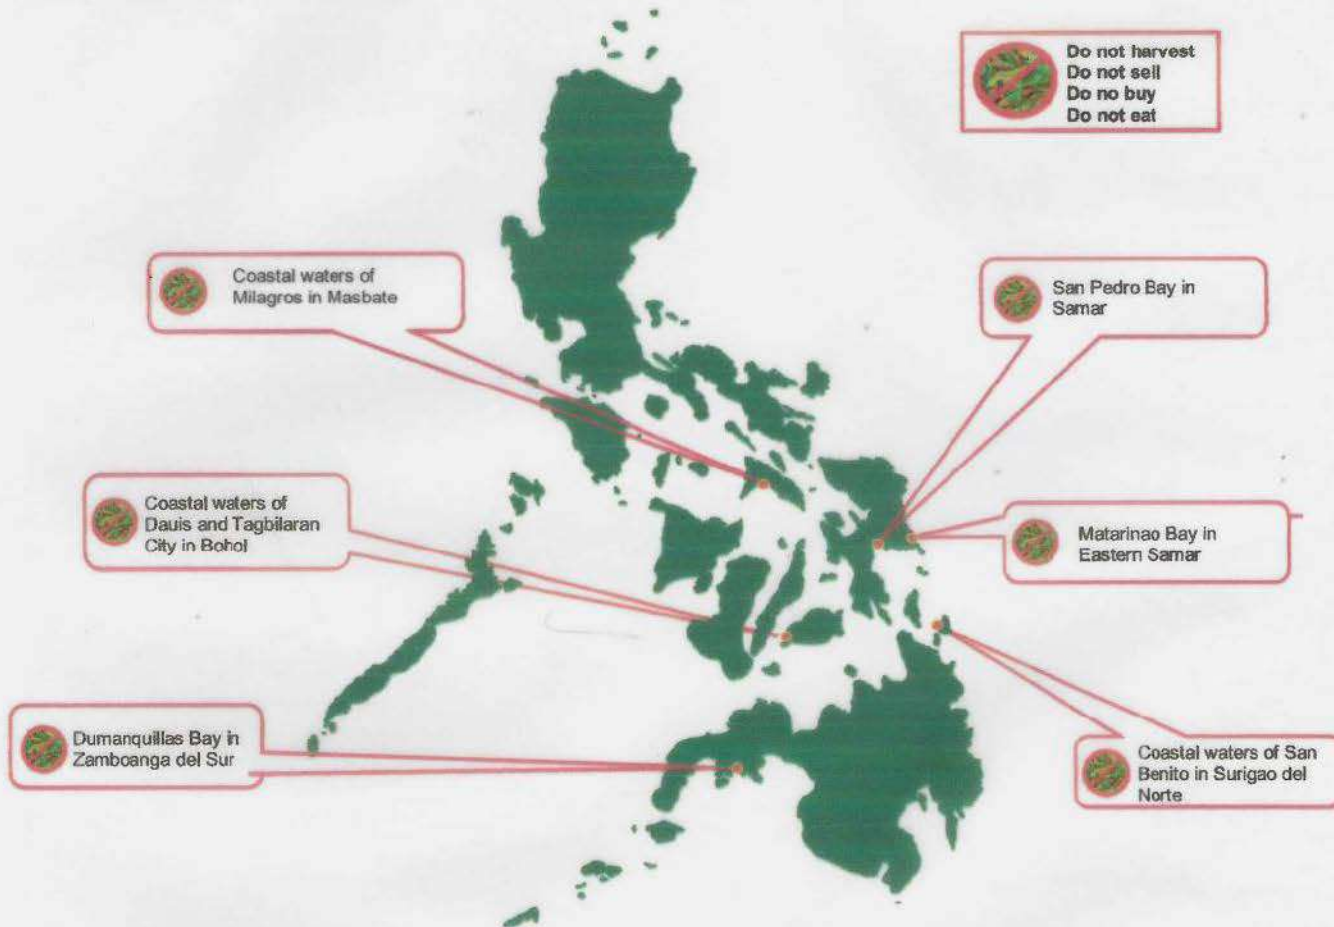 Do not harvest
Do not sell
Do no buy
Do not eat
Coastal waters of
Milagros in Masbate
San Pedro Bay in
Samar
Coastal waters of
Dauis and Tagbilaran
City in Bohol
Matarinao Bay in
Eastern Samar
Dumanquillas Bay in
Zamboanga del Sur
Coastal waters of San
Benito in Surigao del
Norte